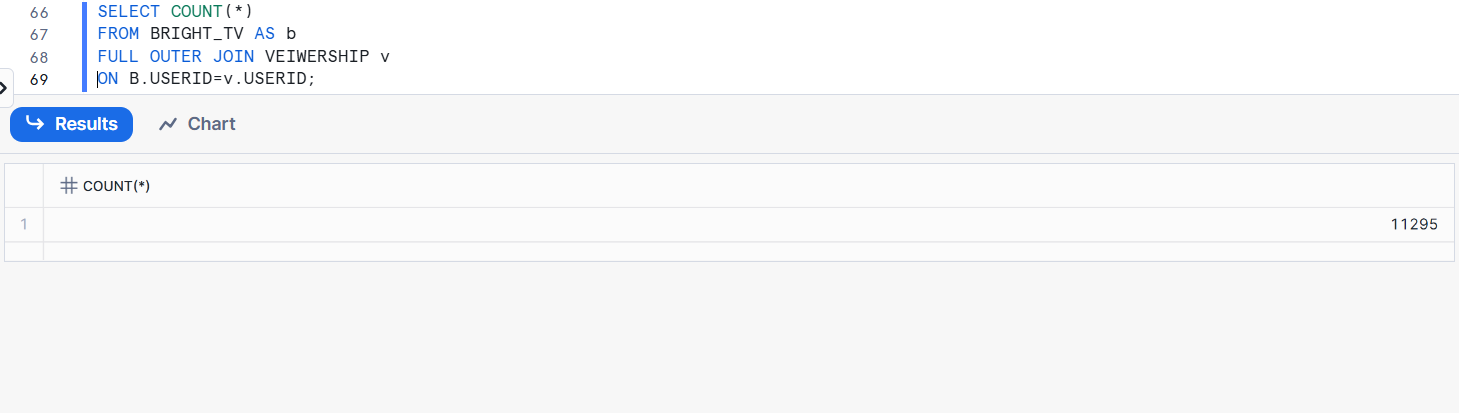 66 SELECT COUNT(*)
67 FROM BRIGHT_TV AS b
68 FULL OUTER JOIN VEIWERSHIP v
69 ON B.USERID=v.USERID;
Results Chart
COUNT(*)
1 11295